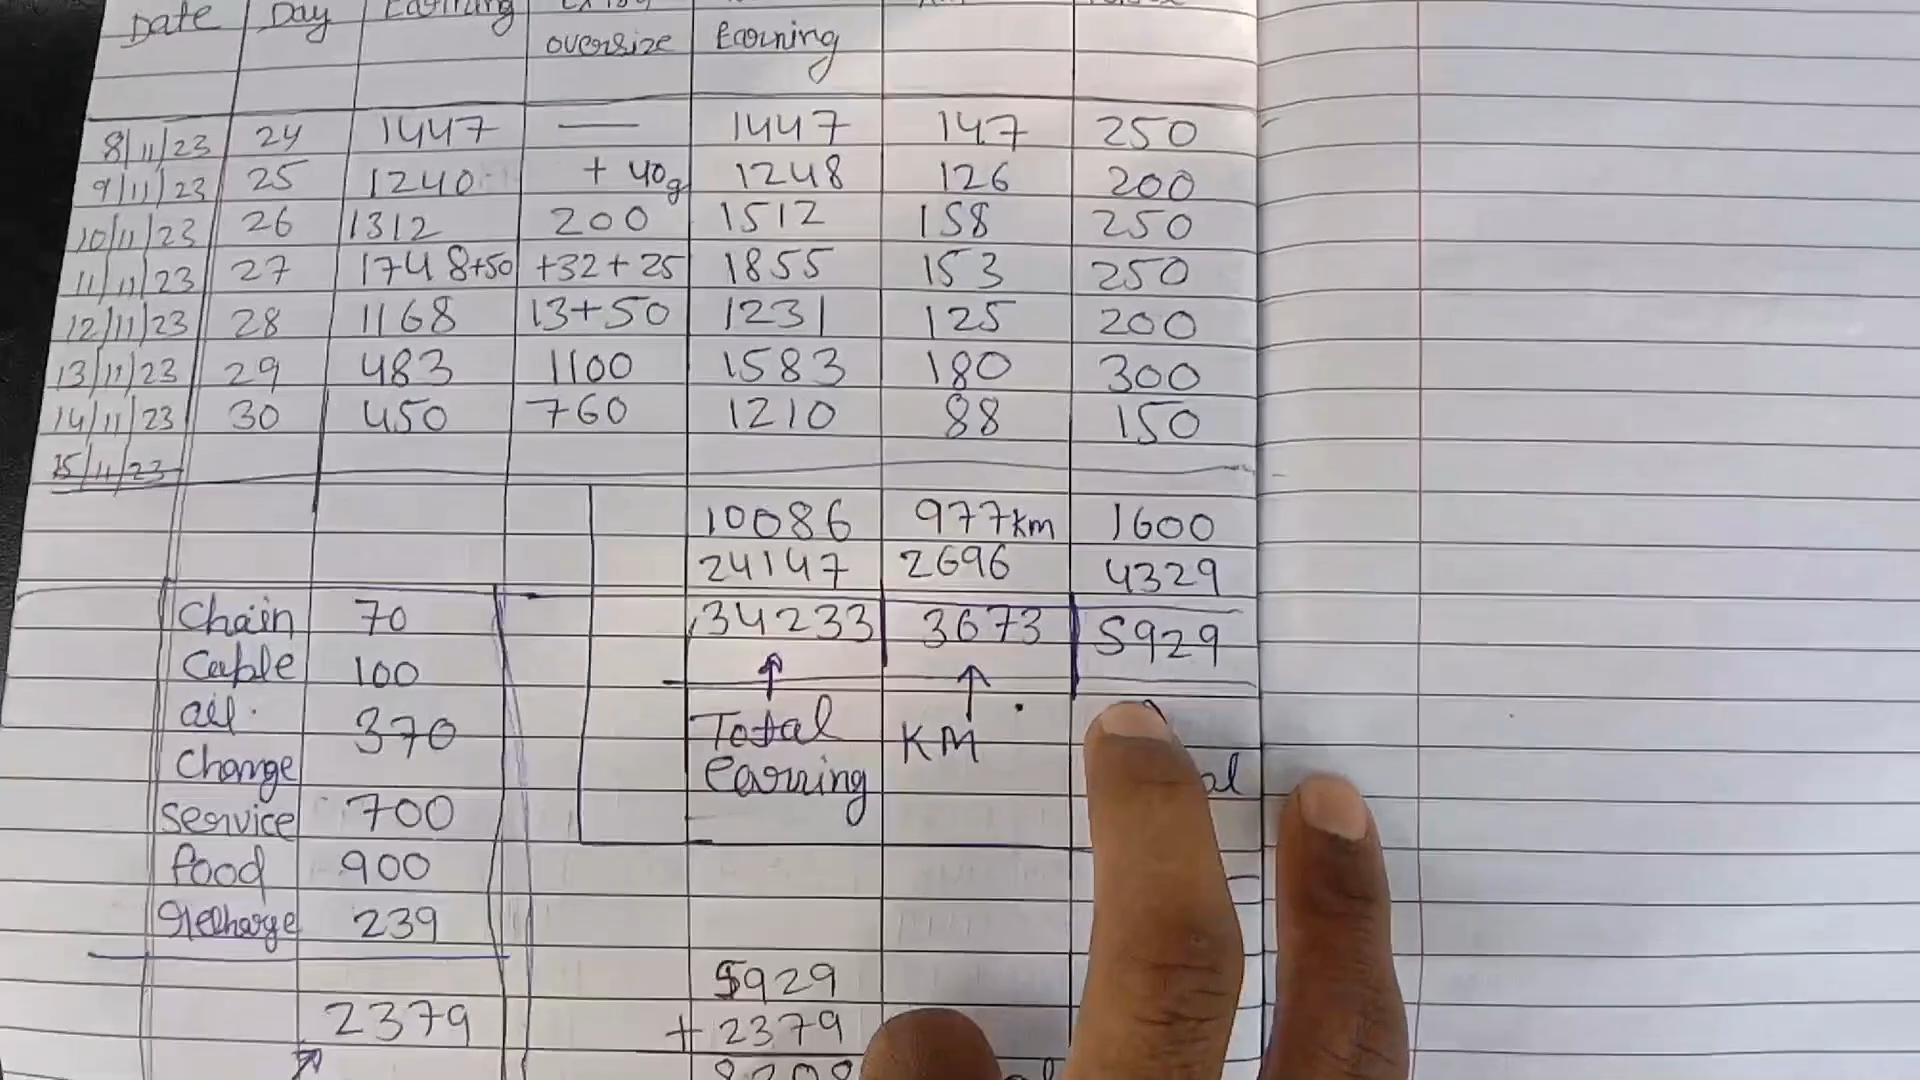 Date Day Earning
oversize Earning
8/11/23 24 1447 — 1447 147 250
9/11/23 25 1240 + 40g 1248 126 200
10/11/23 26 1312 200 1512 158 250
11/11/23 27 1748+50 +32+25 1855 153 250
12/11/23 28 1168 13+50 1231 125 200
13/11/23 29 483 1100 1583 180 300
14/11/23 30 450 760 1210 88 150
15/11/23
10086 977km 1600
24147 2696 4329
34233 3673 5929
Total KM
earning
Chain 70
Cable 100
oil 370
Change
Service 700
food 900
Recharge 239
2379
5929
+ 2379